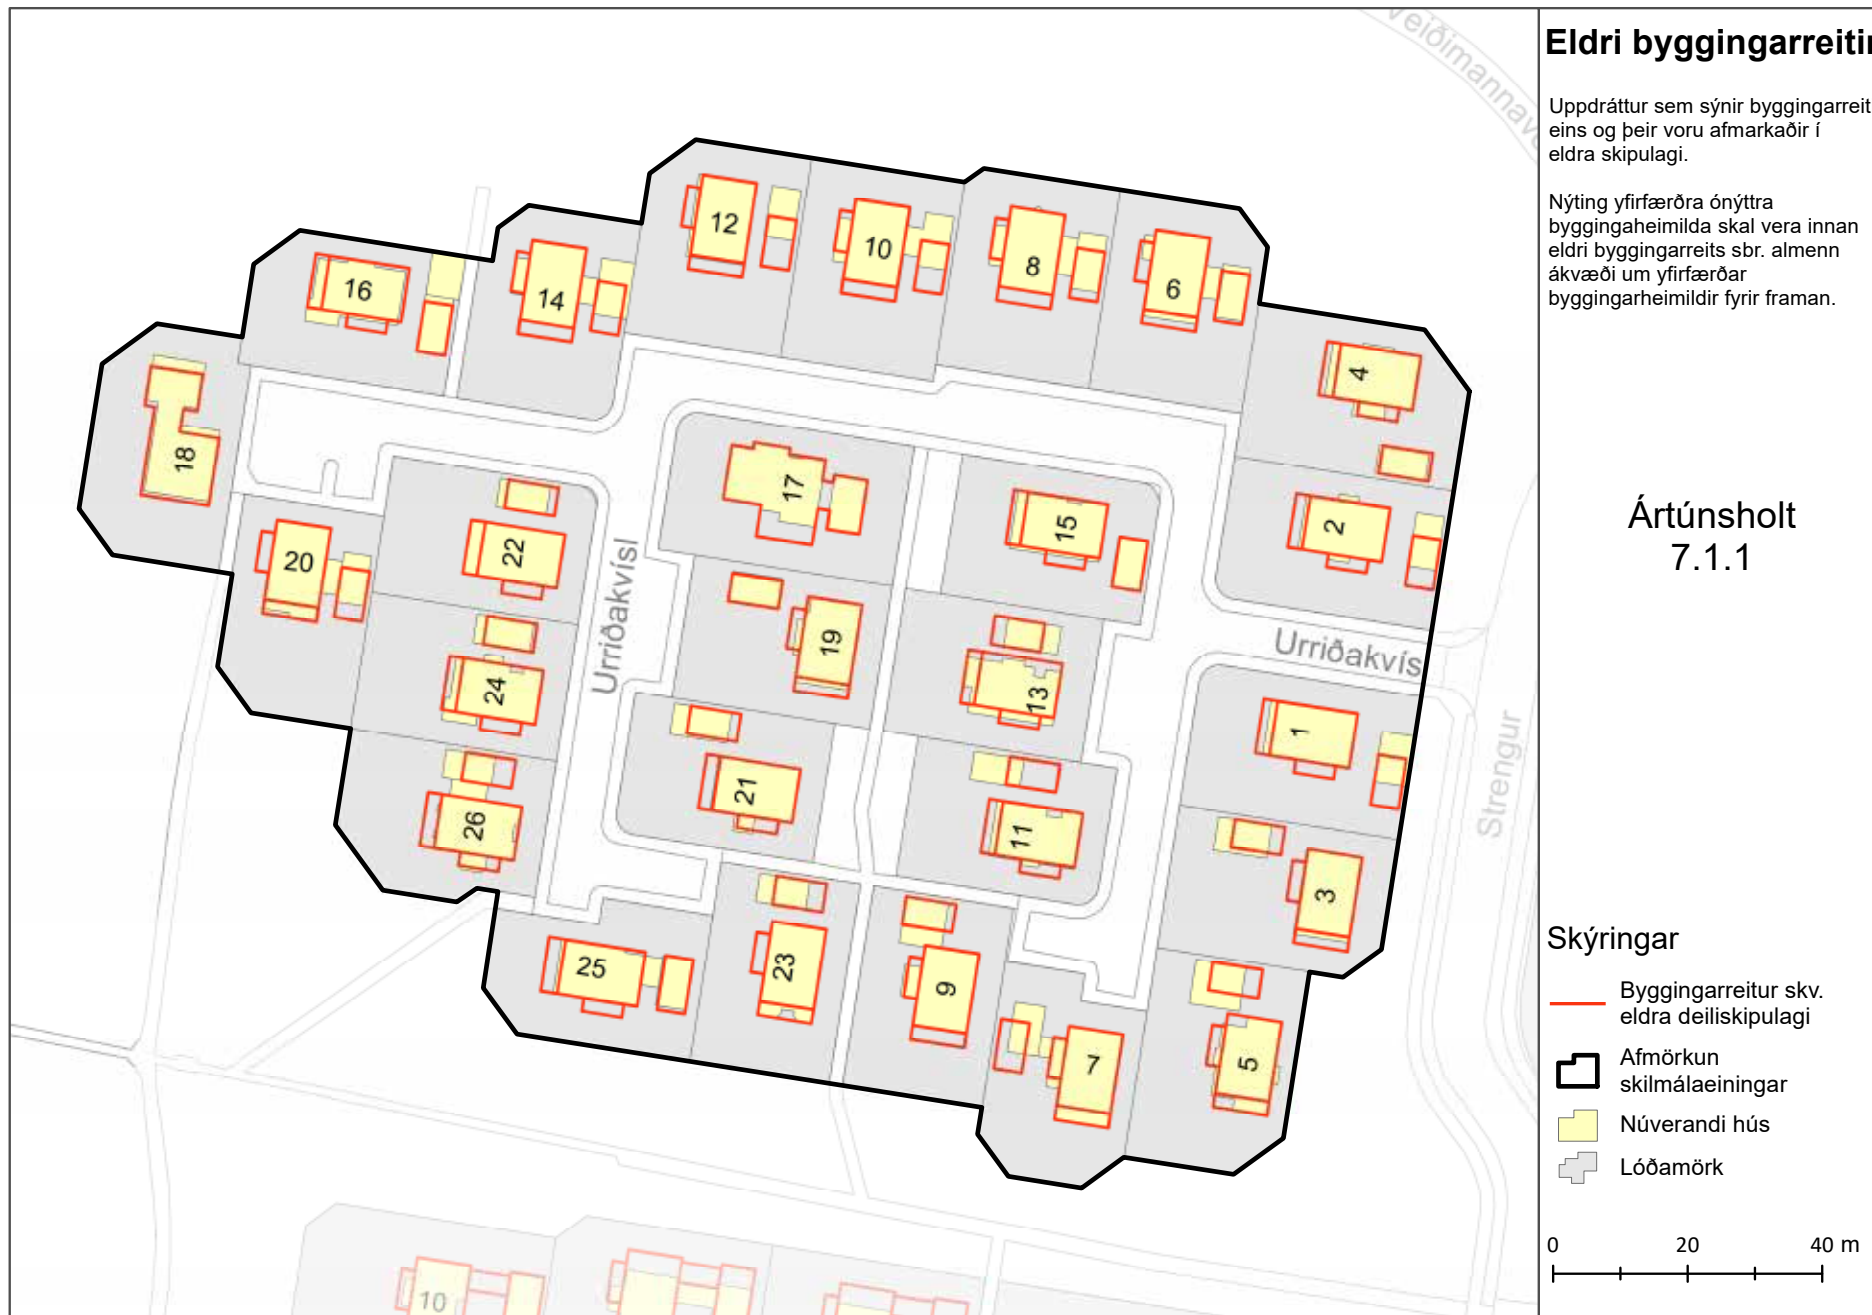 Eldri byggingarreitir
Uppdráttur sem sýnir byggingarreit
eins og þeir voru afmarkaðir í
eldra skipulagi.
Nýting yfirfærðra ónýttra
byggingaheimilda skal vera innan
eldri byggingarreits sbr. almenn
ákvæði um yfirfærðar
byggingarheimildir fyrir framan.
Ártúnsholt
7.1.1
Skýringar
Byggingarreitur skv.
eldra deiliskipulagi
Afmörkun
skilmálaeiningar
Núverandi hús
Lóðamörk
0 20 40 m
Veiðimannave
12
10
8
6
16
14
4
18
17
15
2
20
22
Urriðakvísl
19
13
Urriðakvís
24
1
21
11
26
3
Strengur
25
23
9
7
5
10